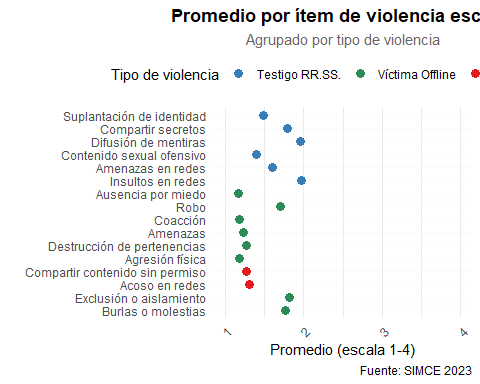 Promedio por ítem de violencia esc
Agrupado por tipo de violencia
Tipo de violencia Testigo RR.SS. Víctima Offline
Suplantación de identidad
Compartir secretos
Difusión de mentiras
Contenido sexual ofensivo
Amenazas en redes
Insultos en redes
Ausencia por miedo
Robo
Coacción
Amenazas
Destrucción de pertenencias
Agresión física
Compartir contenido sin permiso
Acoso en redes
Exclusión o aislamiento
Burlas o molestias
1 2 3 4
Promedio (escala 1-4)
Fuente: SIMCE 2023